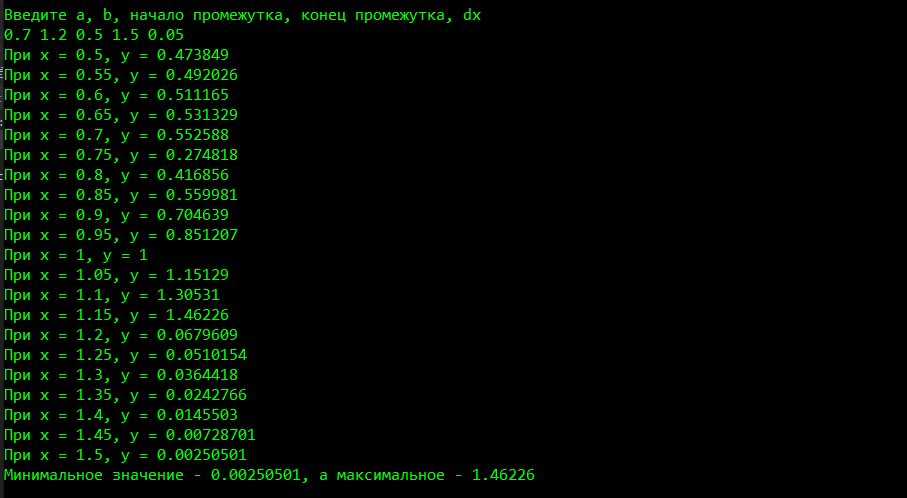 Введите a, b, начало промежутка, конец промежутка, dx
0.7 1.2 0.5 1.5 0.05
При x = 0.5, y = 0.473849
При x = 0.55, y = 0.492026
При x = 0.6, y = 0.511165
При x = 0.65, y = 0.531329
При x = 0.7, y = 0.552588
При x = 0.75, y = 0.274818
При x = 0.8, y = 0.416856
При x = 0.85, y = 0.559981
При x = 0.9, y = 0.704639
При x = 0.95, y = 0.851207
При x = 1, y = 1
При x = 1.05, y = 1.15129
При x = 1.1, y = 1.30531
При x = 1.15, y = 1.46226
При x = 1.2, y = 0.0679609
При x = 1.25, y = 0.0510154
При x = 1.3, y = 0.0364418
При x = 1.35, y = 0.0242766
При x = 1.4, y = 0.0145503
При x = 1.45, y = 0.00728701
При x = 1.5, y = 0.00250501
Минимальное значение - 0.00250501, а максимальное - 1.46226